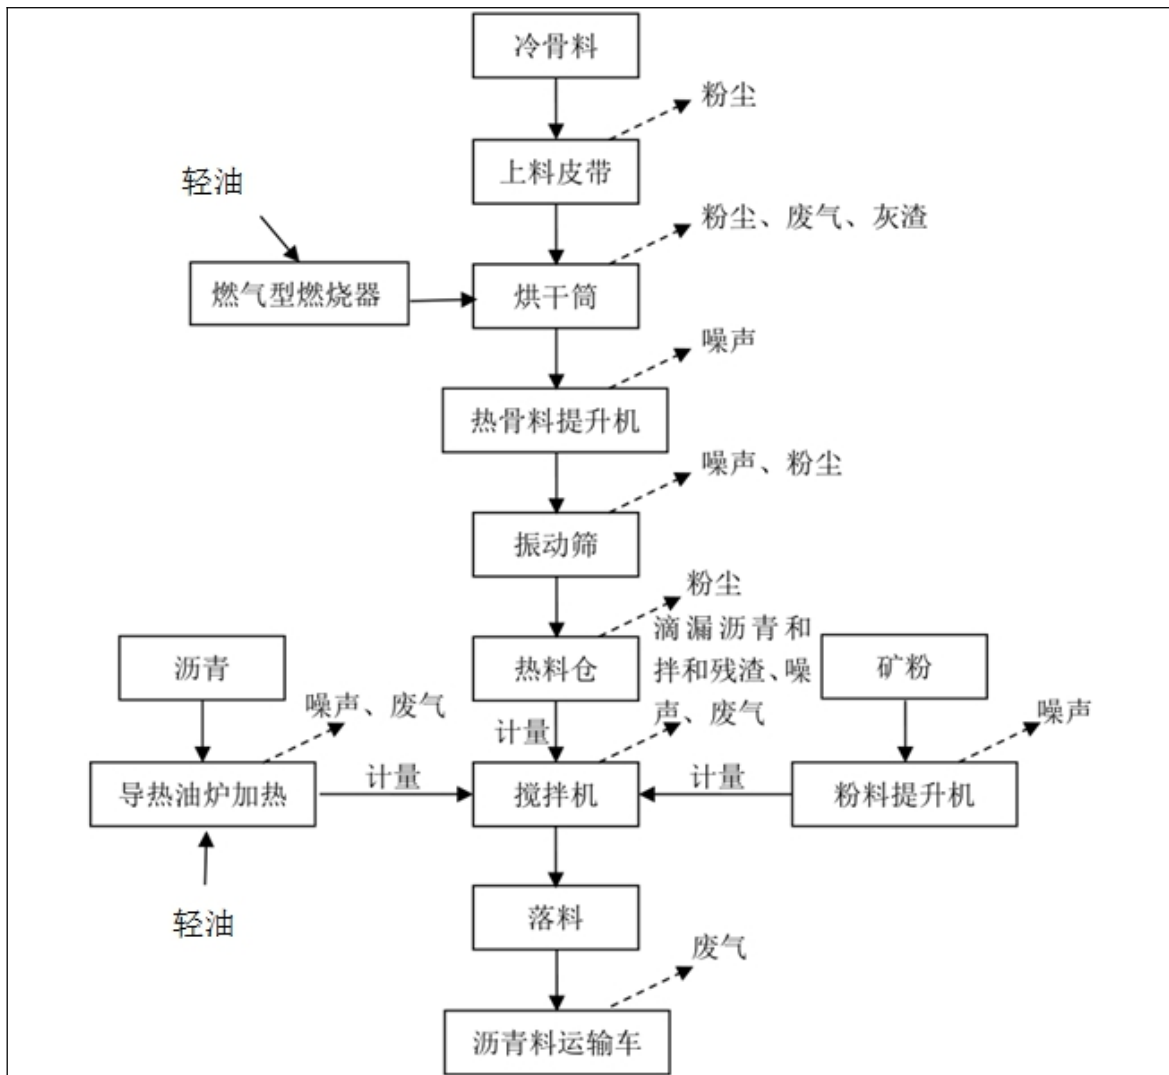 冷骨料
粉尘
上料皮带
轻油
粉尘、废气、灰渣
燃气型燃烧器
烘干筒
噪声
热骨料提升机
噪声、粉尘
振动筛
粉尘
沥青
热料仓
滴漏沥青和
拌和残渣、噪
声、废气
矿粉
噪声、废气
计量
噪声
导热油炉加热
计量
搅拌机
计量
粉料提升机
轻油
落料
废气
沥青料运输车